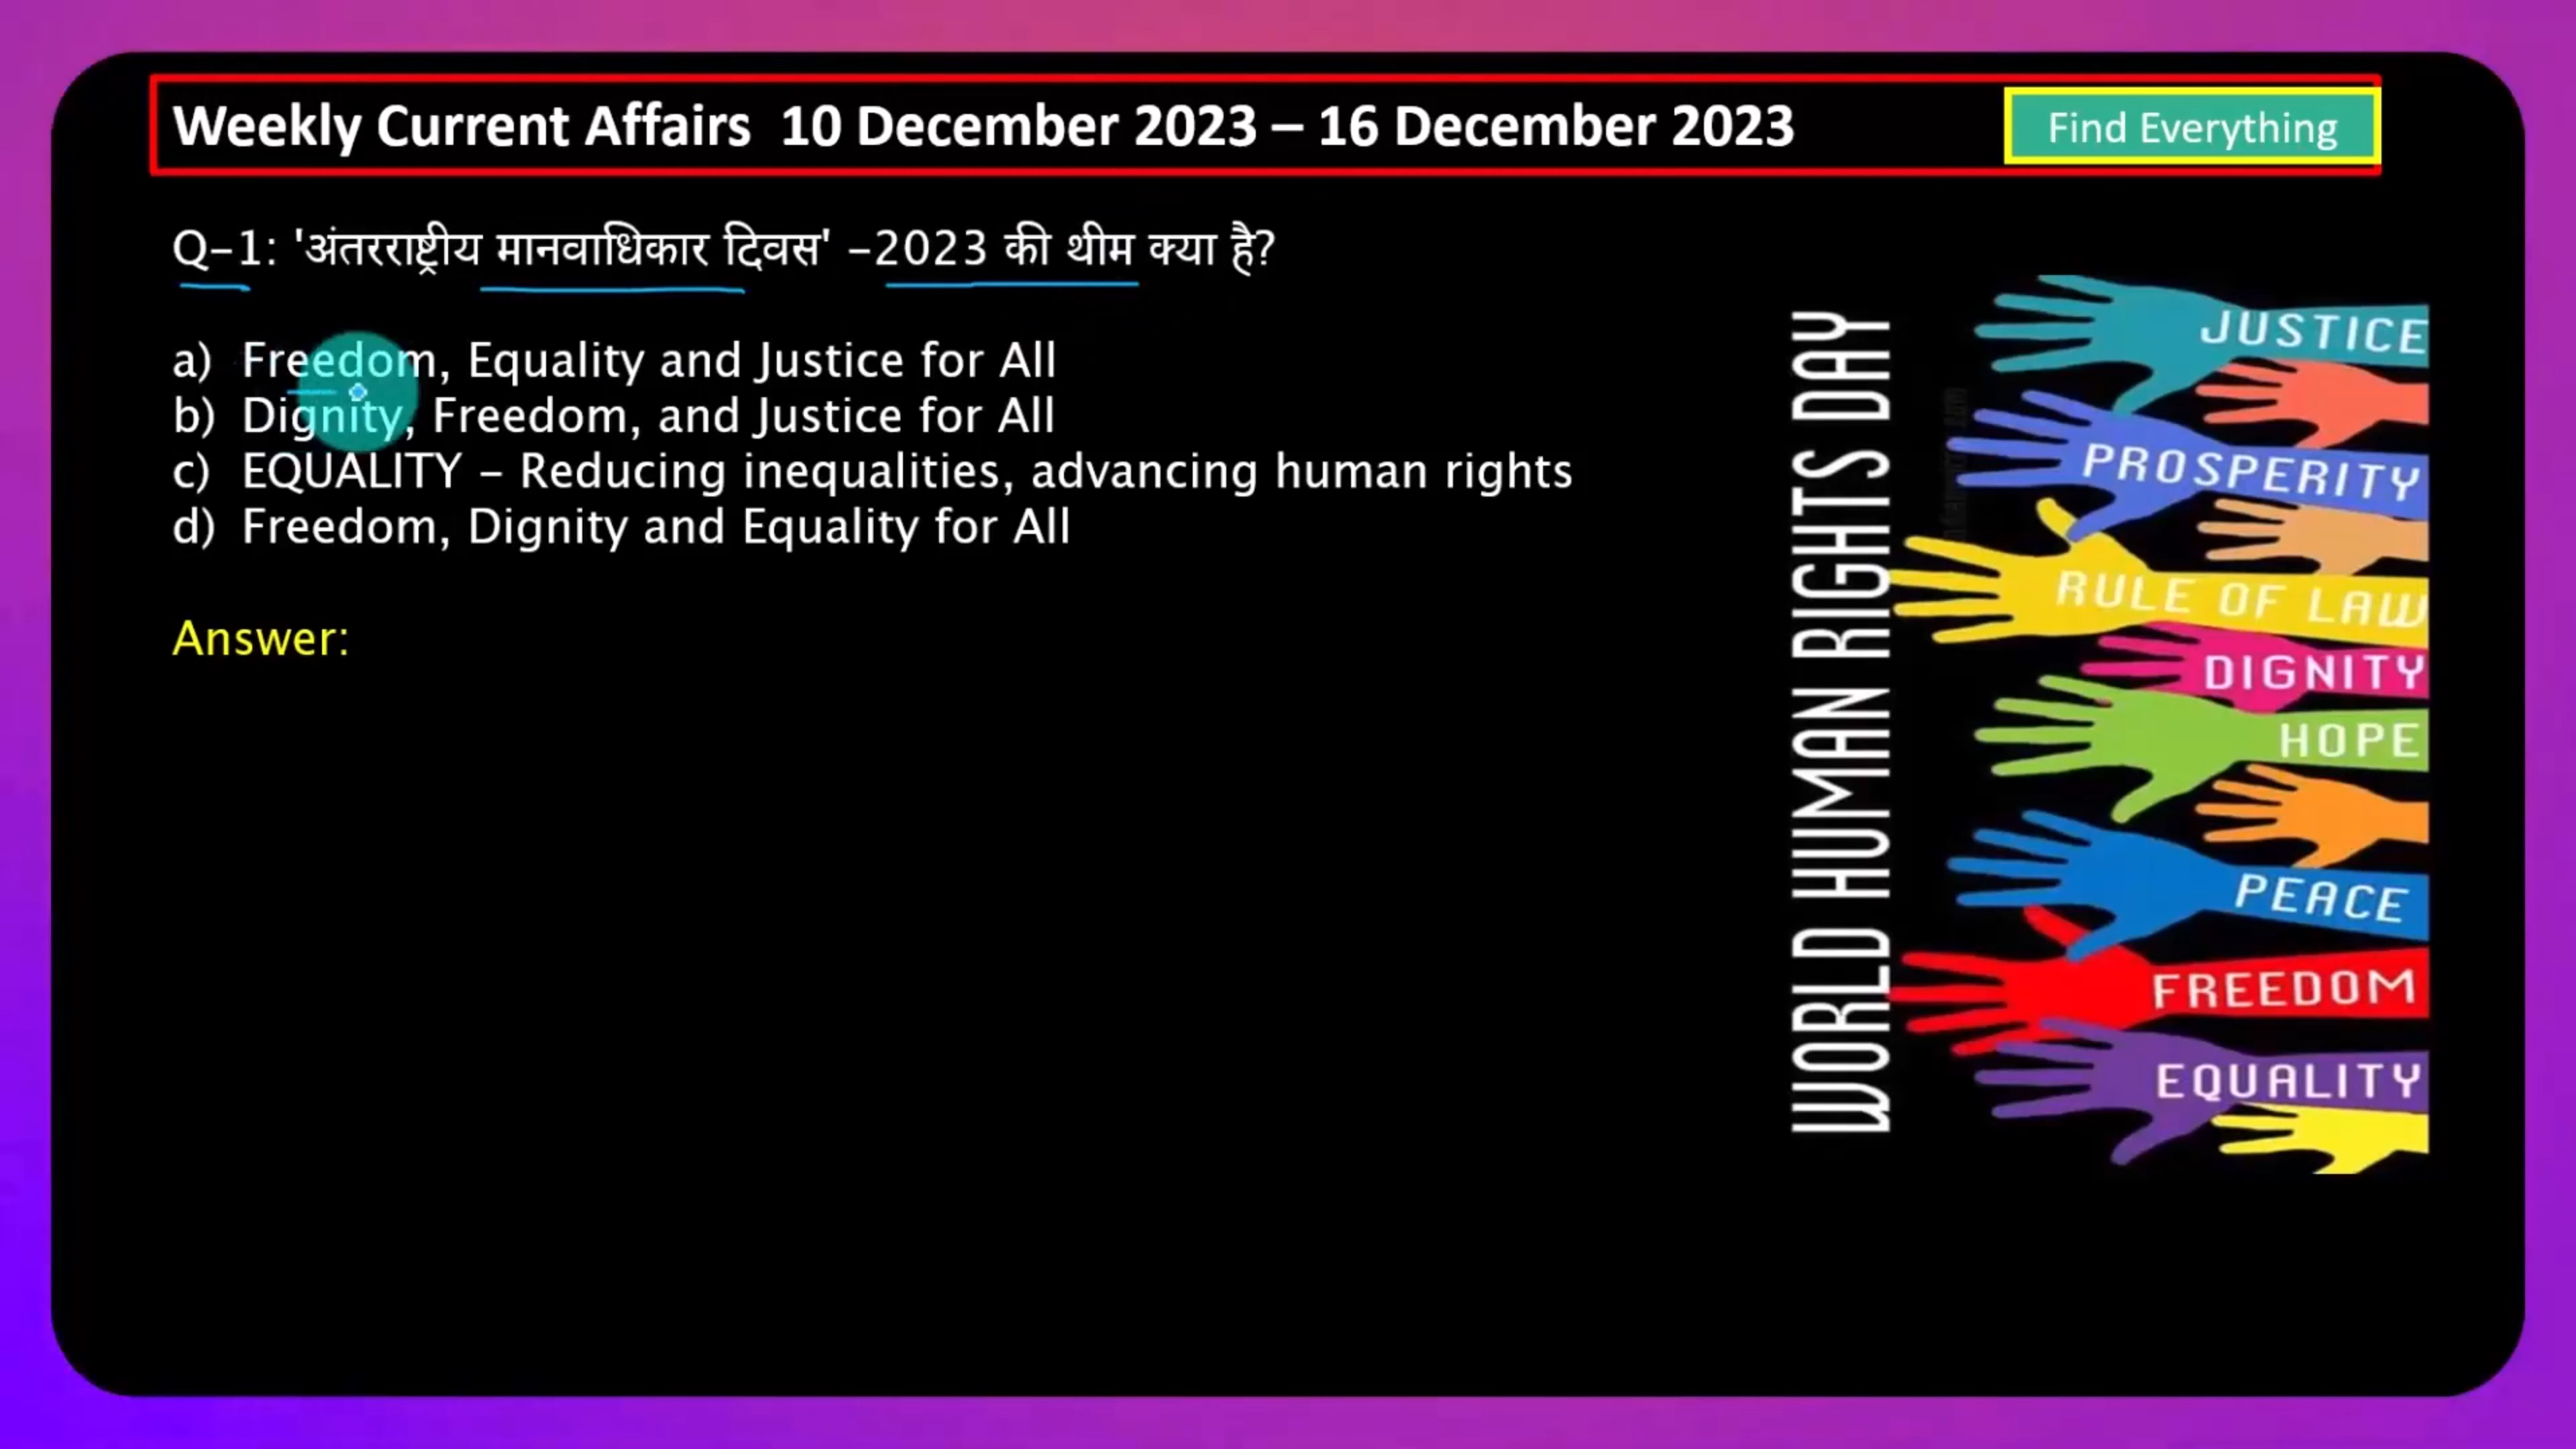 Weekly Current Affairs 10 December 2023 – 16 December 2023
Find Everything
Q-1: 'अंतरराष्ट्रीय मानवाधिकार दिवस' -2023 की थीम क्या है?
a) Freedom, Equality and Justice for All
b) Dignity, Freedom, and Justice for All
c) EQUALITY – Reducing inequalities, advancing human rights
d) Freedom, Dignity and Equality for All
Answer:
WORLD HUMAN RIGHTS DAY
JUSTICE
PROSPERITY
RULE OF LAW
DIGNITY
HOPE
PEACE
FREEDOM
EQUALITY